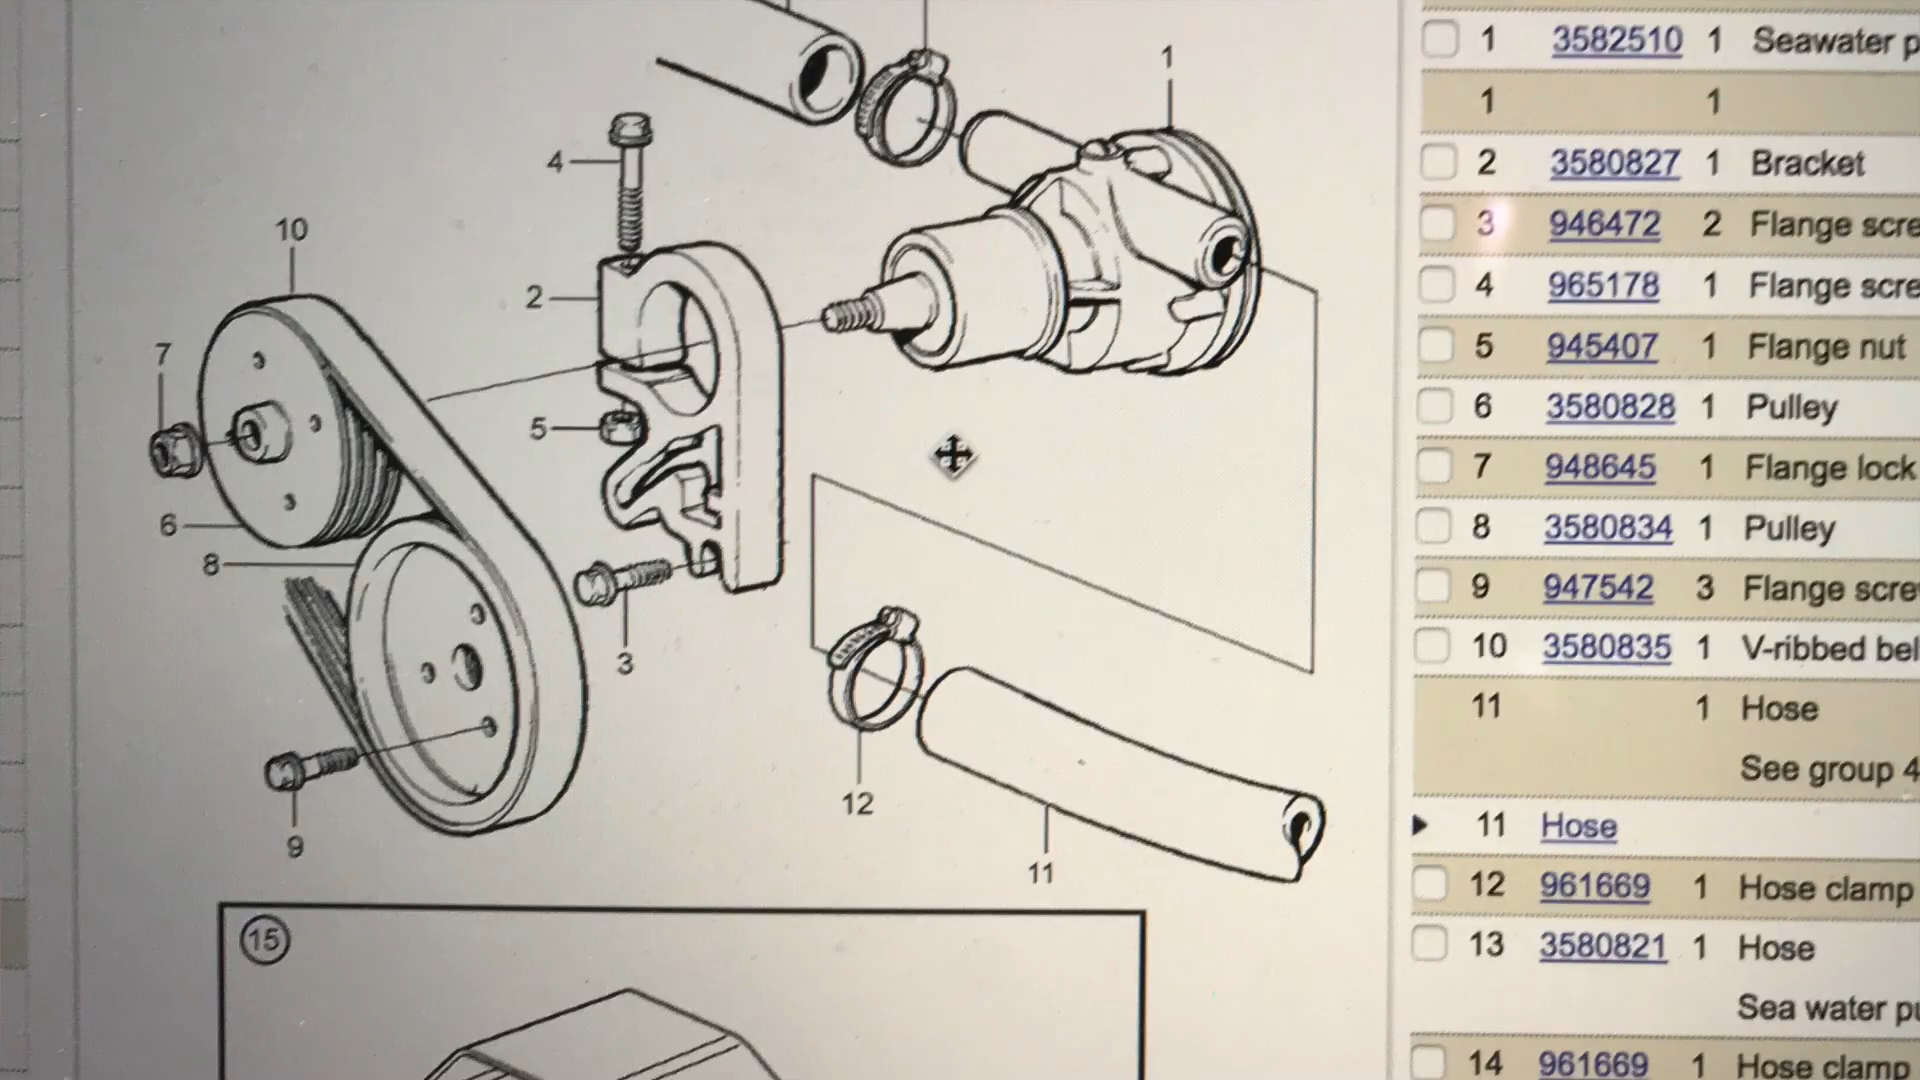 1
4
10
2
7
5
6
8
3
12
9
11
15
1 3582510 1 Seawater
1 1
2 3580827 1 Bracket
3 946472 2 Flange
4 965178 1 Flange
5 945407 1 Flange nut
6 3580828 1 Pulley
7 948645 1 Flange lock
8 3580834 1 Pulley
9 947542 3 Flange
10 3580835 1 V-ribbed
11 1 Hose
See group 4
11 Hose
12 961669 1 Hose clamp
13 3580821 1 Hose
Sea water
14 961669 1 Hose clamp